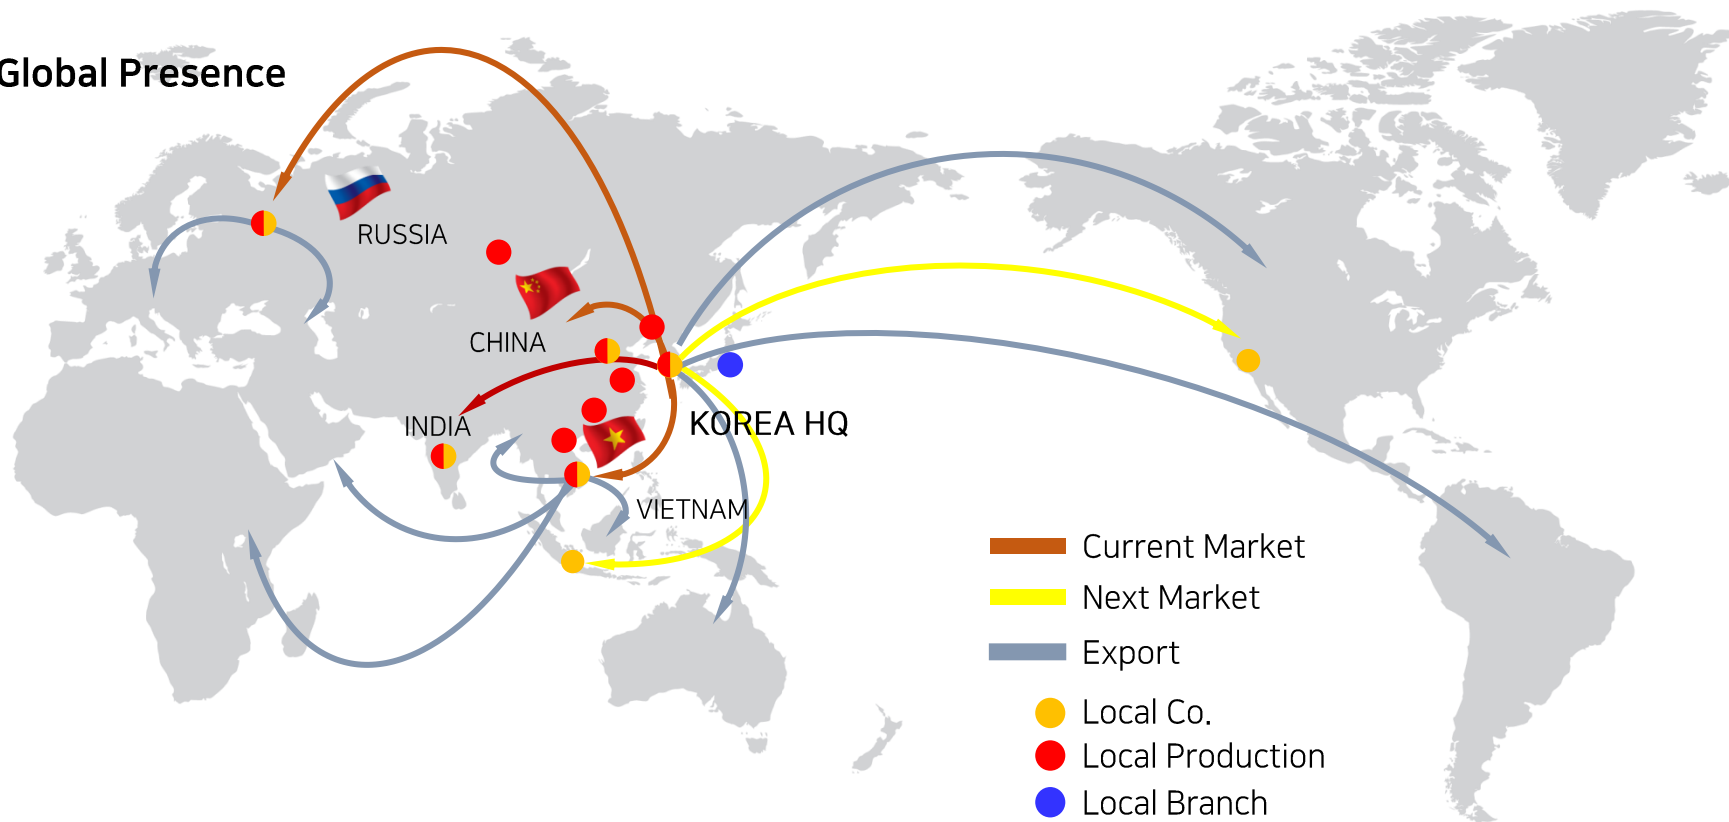 Global Presence
RUSSIA
CHINA
INDIA
KOREA HQ
VIETNAM
Current Market
Next Market
Export
Local Co.
Local Production
Local Branch